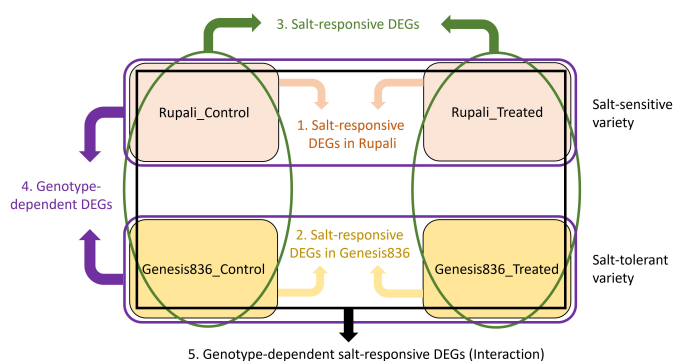 3. Salt-responsive DEGs
Rupali_Control
Rupali_Treated
Salt-sensitive
variety
1. Salt-responsive
DEGs in Rupali
4. Genotype-
dependent DEGs
2. Salt-responsive
DEGs in Genesis836
Genesis836_Control
Genesis836_Treated
Salt-tolerant
variety
5. Genotype-dependent salt-responsive DEGs (Interaction)